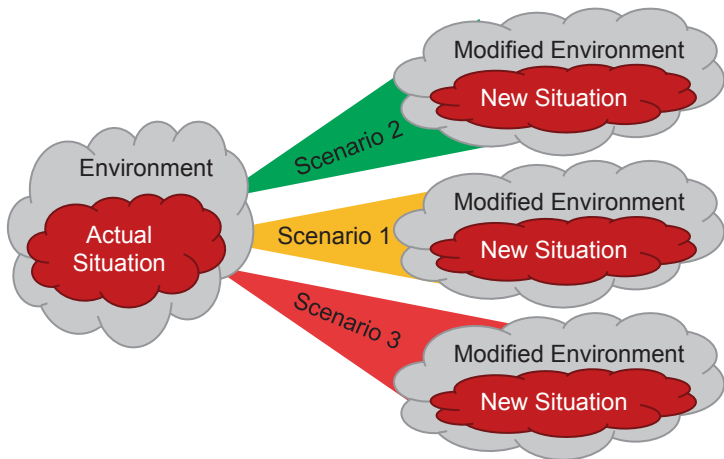 Environment
Actual
Situation
Scenario 2
Modified Environment
New Situation
Scenario 1
Modified Environment
New Situation
Scenario 3
Modified Environment
New Situation